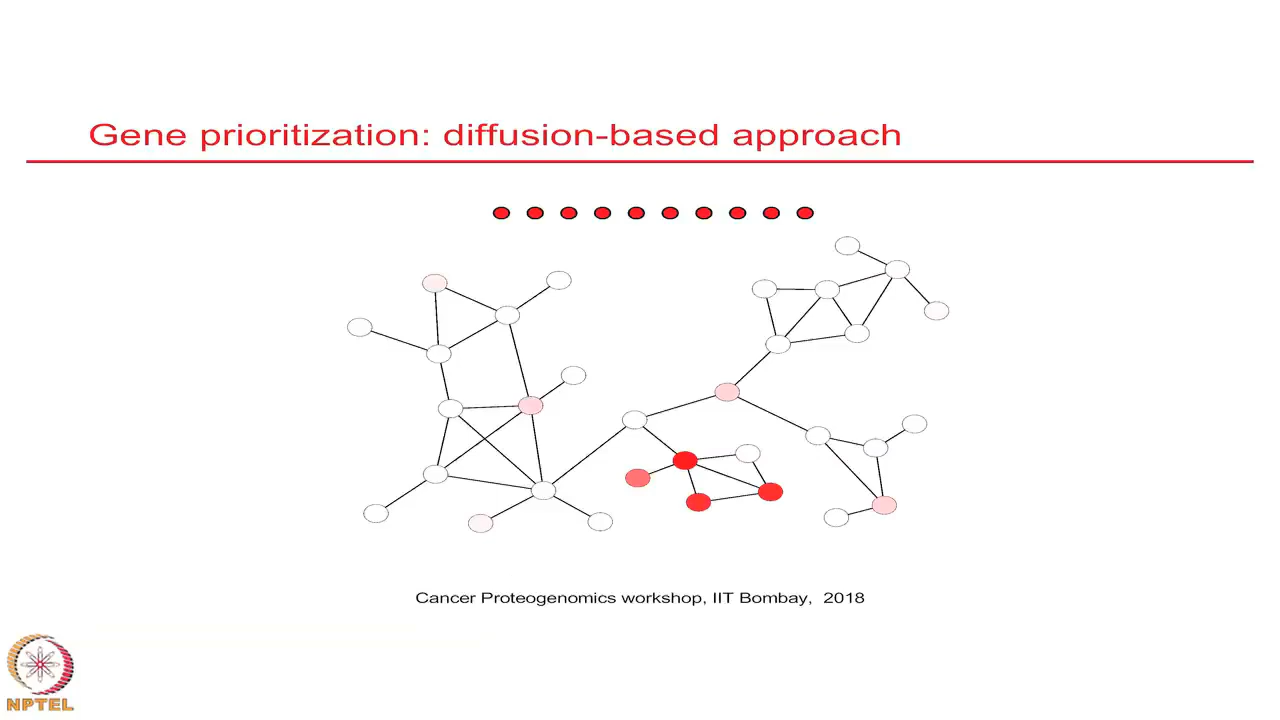 Gene prioritization: diffusion-based approach
Cancer Proteogenomics workshop, IIT Bombay, 2018
NPTEL